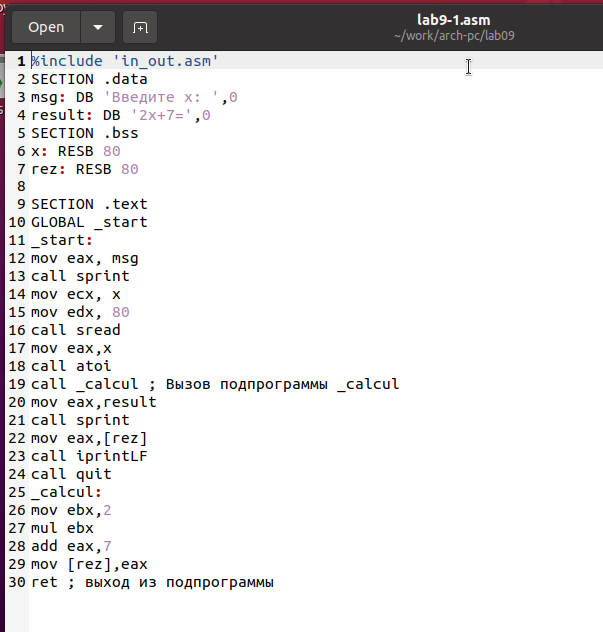 Open
lab9-1.asm
~/work/arch-pc/lab09
1 %include 'in_out.asm'
2 SECTION .data
3 msg: DB 'Введите x: ',0
4 result: DB '2x+7=',0
5 SECTION .bss
6 x: RESB 80
7 rez: RESB 80
8
9 SECTION .text
10 GLOBAL _start
11 _start:
12 mov eax, msg
13 call sprint
14 mov ecx, x
15 mov edx, 80
16 call sread
17 mov eax,x
18 call atoi
19 call _calcul ; Вызов подпрограммы _calcul
20 mov eax,result
21 call sprint
22 mov eax,[rez]
23 call iprintLF
24 call quit
25 _calcul:
26 mov ebx,2
27 mul ebx
28 add eax,7
29 mov [rez],eax
30 ret ; выход из подпрограммы